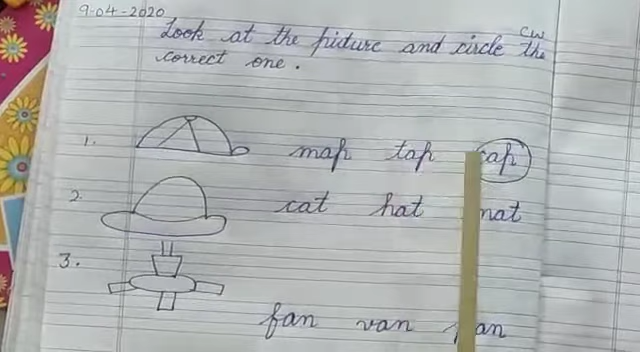 9-04-2020
CW
Look at the picture and circle the
correct one.
1. map tap cap
2. cat hat mat
3.
fan van